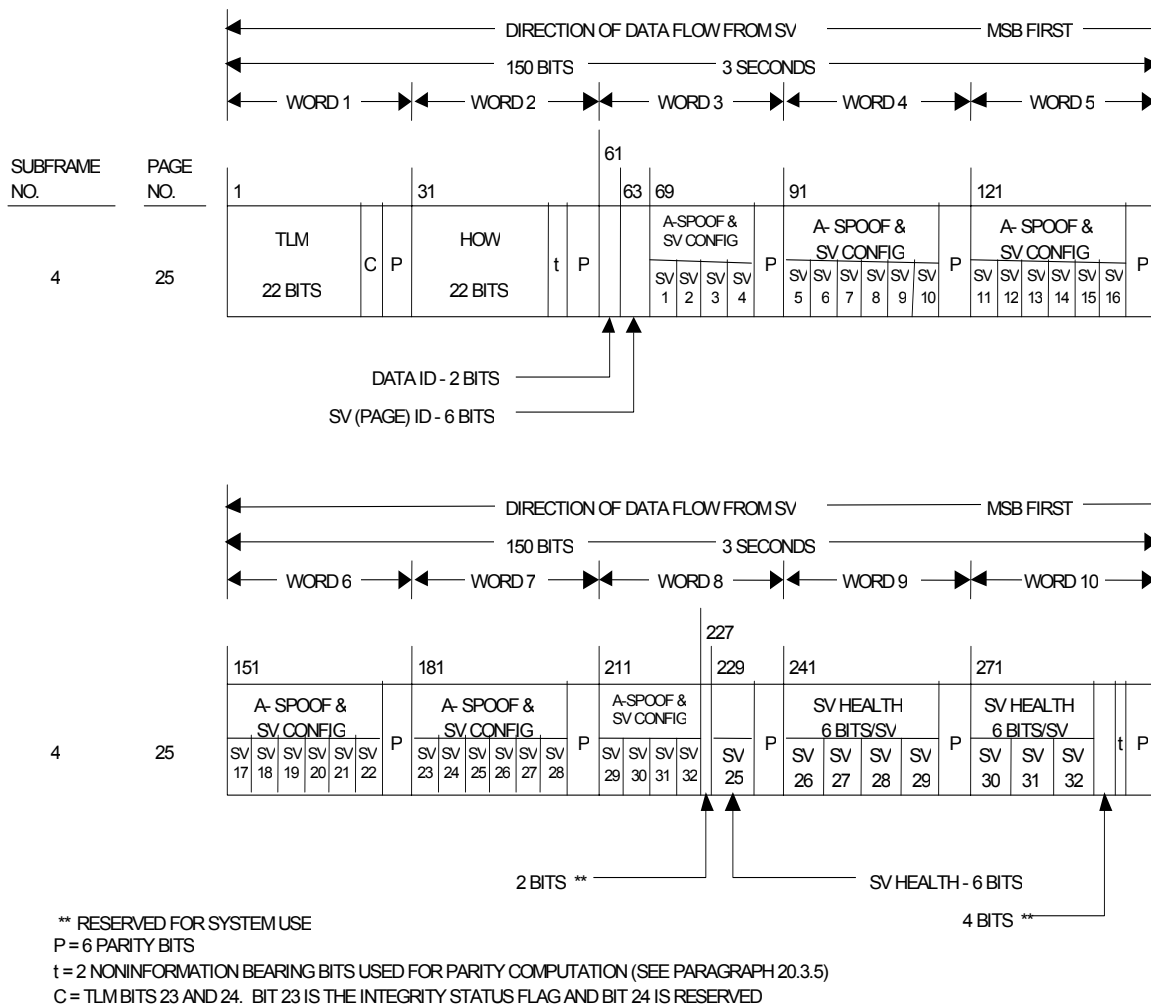 DIRECTION OF DATA FLOW FROM SV MSB FIRST
150 BITS 3 SECONDS
WORD 1 WORD 2 WORD 3 WORD 4 WORD 5
SUBFRAME NO. PAGE NO.
61
1 31 63 69 91 121
TLM 22 BITS C P HOW 22 BITS t P A-SPOOF & SV CONFIG P A- SPOOF & SV CONFIG P A- SPOOF & SV CONFIG P
4 25
SV 1 SV 2 SV 3 SV 4 SV 5 SV 6 SV 7 SV 8 SV 9 SV 10 SV 11 SV 12 SV 13 SV 14 SV 15 SV 16
DATA ID - 2 BITS
SV (PAGE) ID - 6 BITS
DIRECTION OF DATA FLOW FROM SV MSB FIRST
150 BITS 3 SECONDS
WORD 6 WORD 7 WORD 8 WORD 9 WORD 10
227
151 181 211 229 241 271
A- SPOOF & SV CONFIG P A- SPOOF & SV CONFIG P A-SPOOF & SV CONFIG P SV HEALTH 6 BITS/SV P SV HEALTH 6 BITS/SV t P
4 25
SV 17 SV 18 SV 19 SV 20 SV 21 SV 22 SV 23 SV 24 SV 25 SV 26 SV 27 SV 28 SV 29 SV 30 SV 31 SV 32 SV 25 SV 26 SV 27 SV 28 SV 29 SV 30 SV 31 SV 32
2 BITS ** SV HEALTH - 6 BITS
4 BITS **
** RESERVED FOR SYSTEM USE
P = 6 PARITY BITS
t = 2 NONINFORMATION BEARING BITS USED FOR PARITY COMPUTATION (SEE PARAGRAPH 20.3.5)
C = TLM BITS 23 AND 24. BIT 23 IS THE INTEGRITY STATUS FLAG AND BIT 24 IS RESERVED